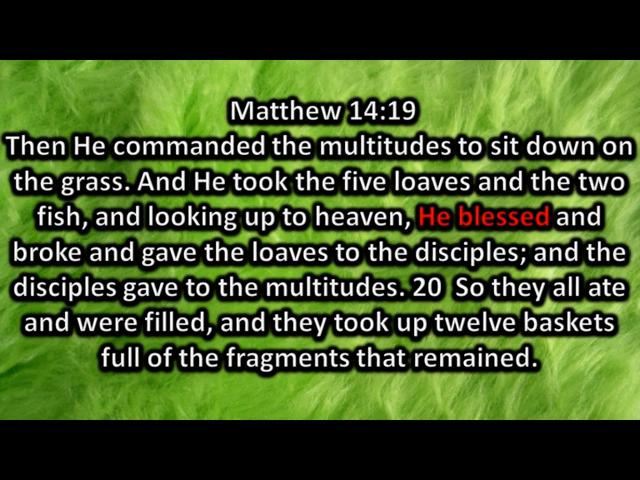 Matthew 14:19
Then He commanded the multitudes to sit down on
the grass. And He took the five loaves and the two
fish, and looking up to heaven, He blessed and
broke and gave the loaves to the disciples; and the
disciples gave to the multitudes. 20  So they all ate
and were filled, and they took up twelve baskets
full of the fragments that remained.